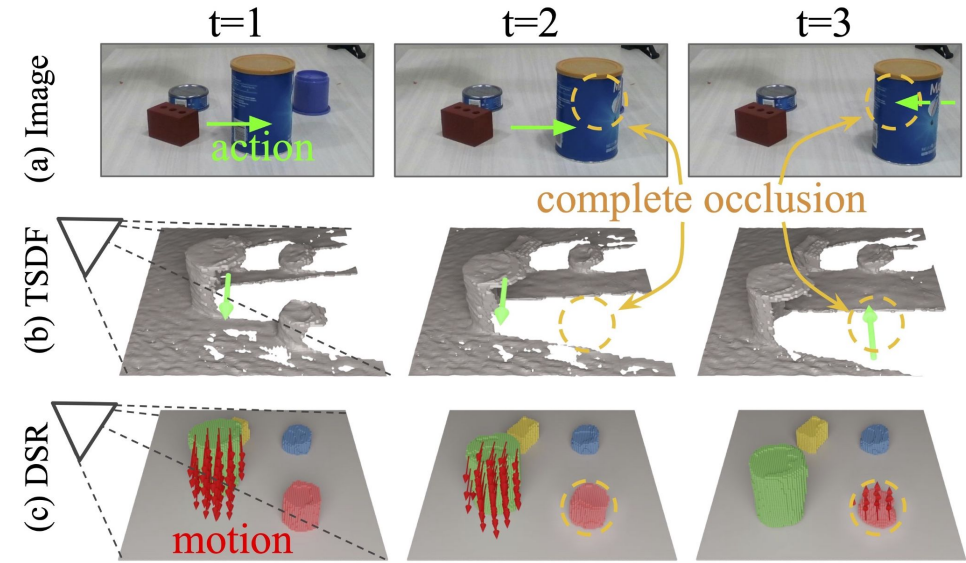 t=1
t=2
t=3
(a) Image
action
complete occlusion
(b) TSDF
(c) DSR
motion